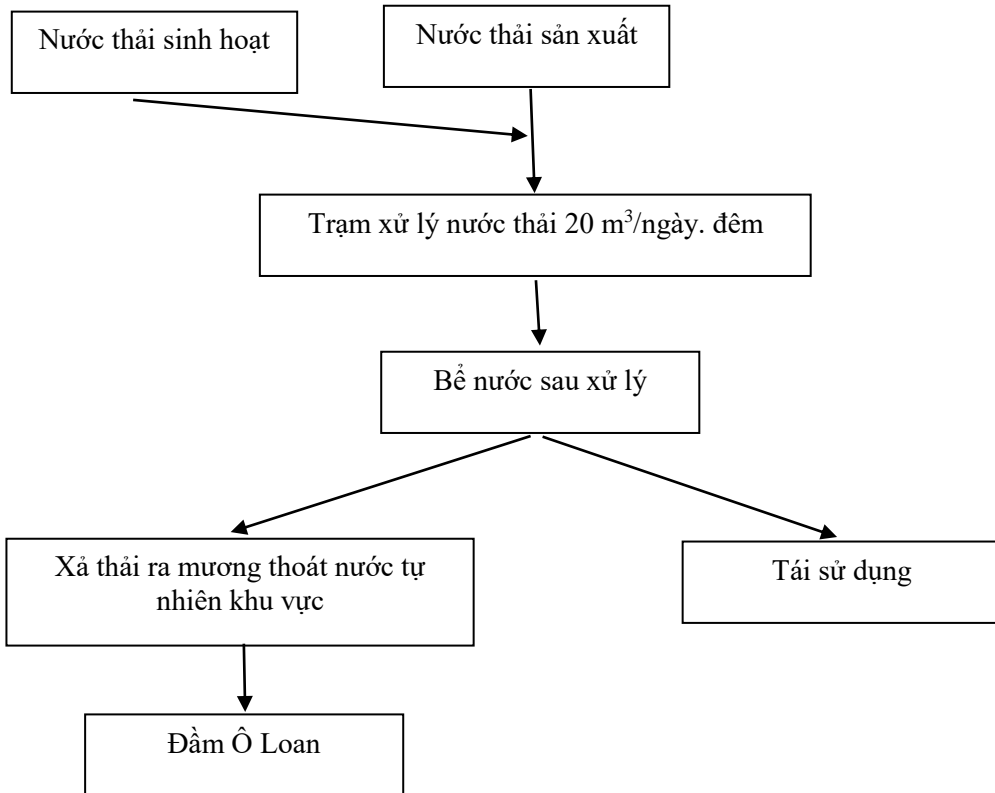 Nước thải sinh hoạt
Nước thải sản xuất
Trạm xử lý nước thải 20 m³/ngày. đêm
Bể nước sau xử lý
Xả thải ra mương thoát nước tự
nhiên khu vực
Tái sử dụng
Đầm Ô Loan